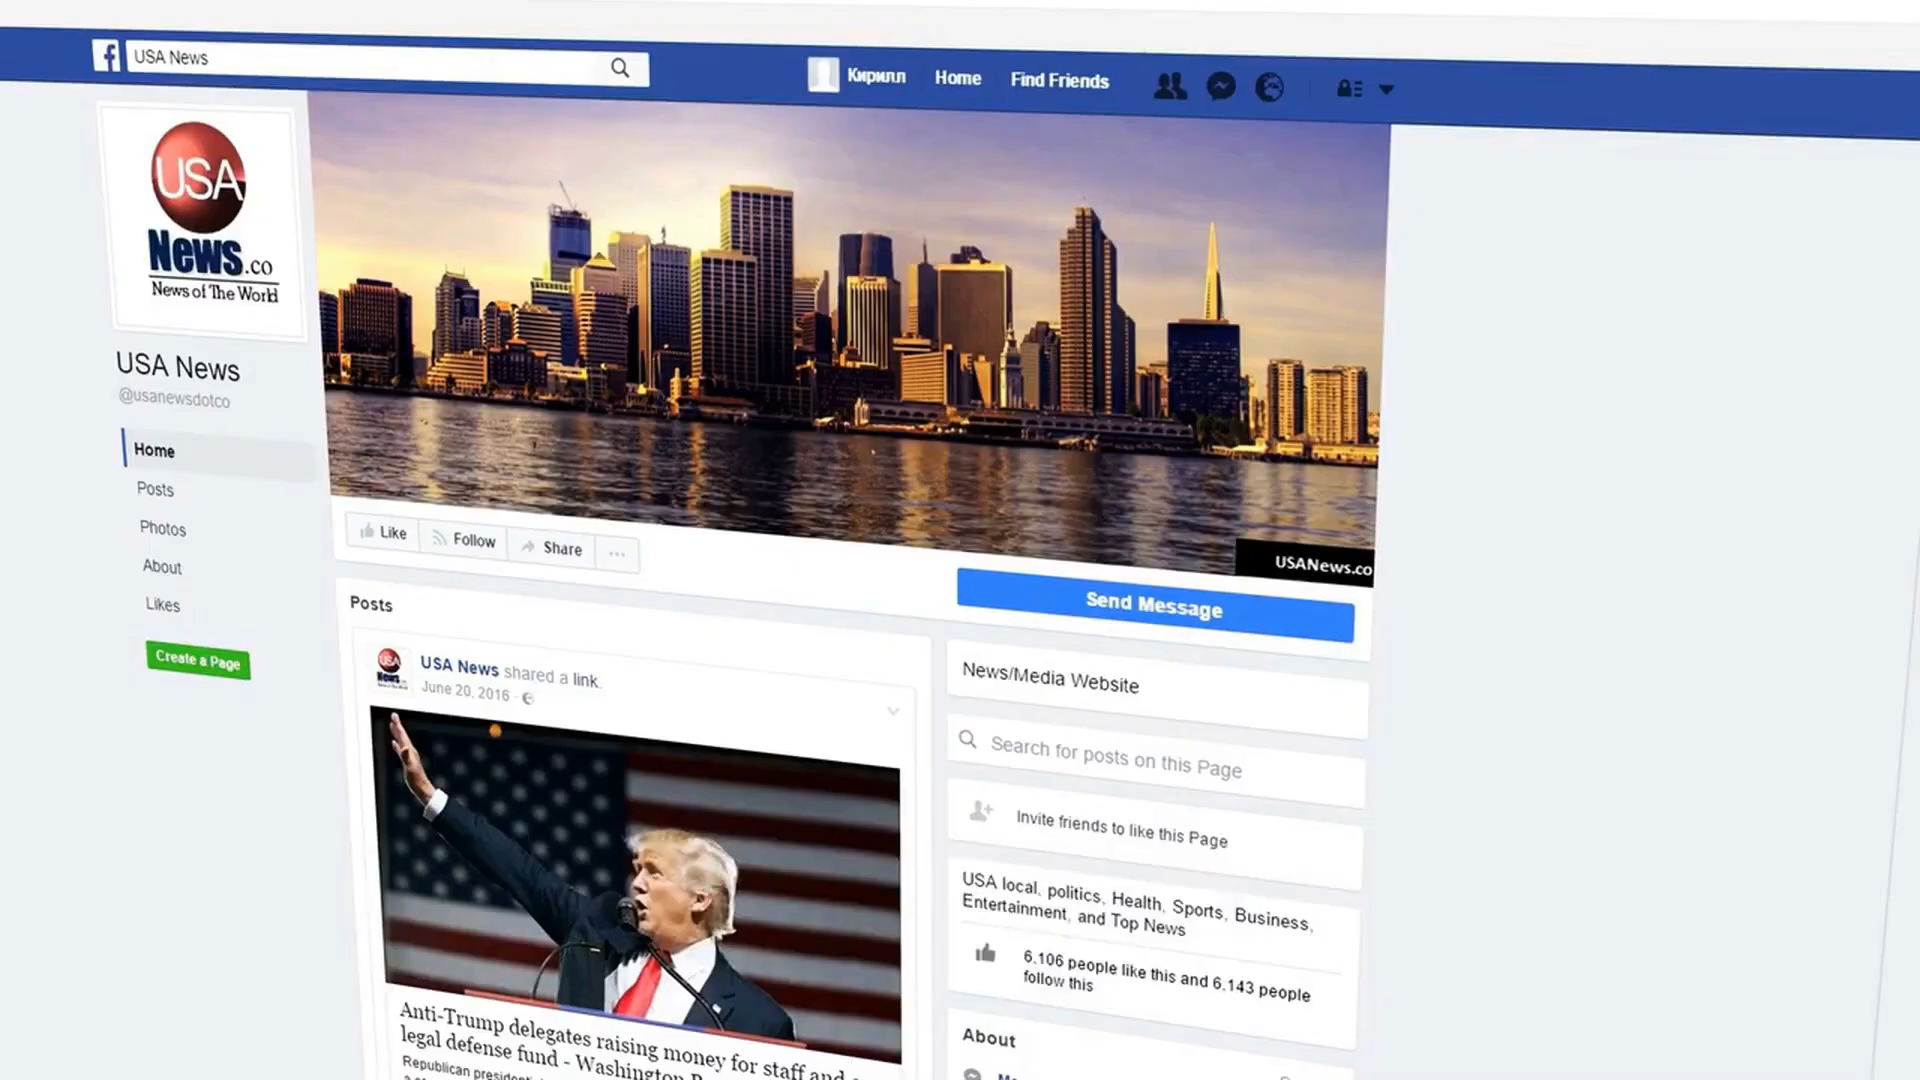 USA News
Кирилл
Home
Find Friends
USA
News.co
News of The World
USA News
@usanewsdotco
Home
Posts
Photos
About
Likes
Create a Page
Like
Follow
Share
USANews.co
Send Message
Posts
USA
News
USA News shared a link.
June 20, 2016
Anti-Trump delegates raising money for staff and
legal defense fund - Washington
Republican
News/Media Website
Search for posts on this Page
Invite friends to like this Page
USA local, politics, Health, Sports, Business,
Entertainment, and Top News
6.106 people like this and 6.143 people
follow this
About